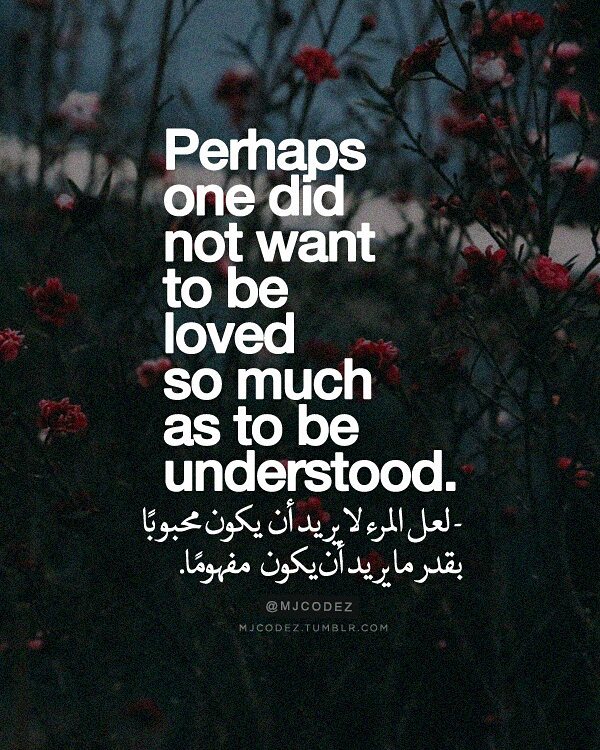 Perhaps
one did
not want
to be
loved
so much
as to be
understood.
- لعل المرء لا يريد أن يكون محبوبًا
بقدر ما يريد أن يكون مفهومًا.
@MJCODEZ
MJCODEZ.TUMBLR.COM